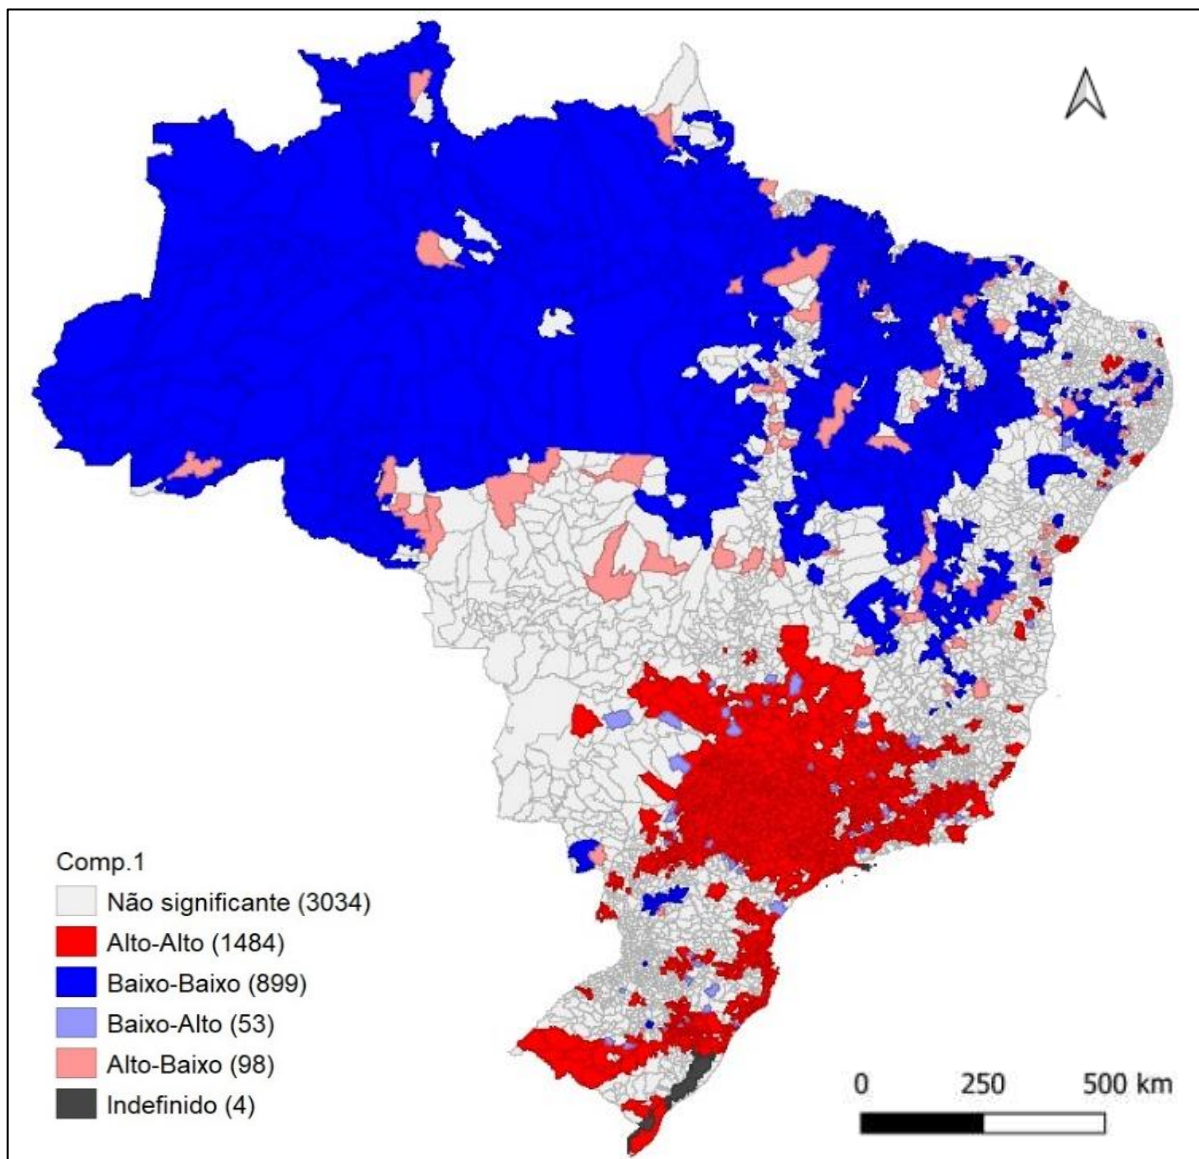 Comp.1
Não significante (3034)
Alto-Alto (1484)
Baixo-Baixo (899)
Baixo-Alto (53)
Alto-Baixo (98)
Indefinido (4)
0 250 500 km